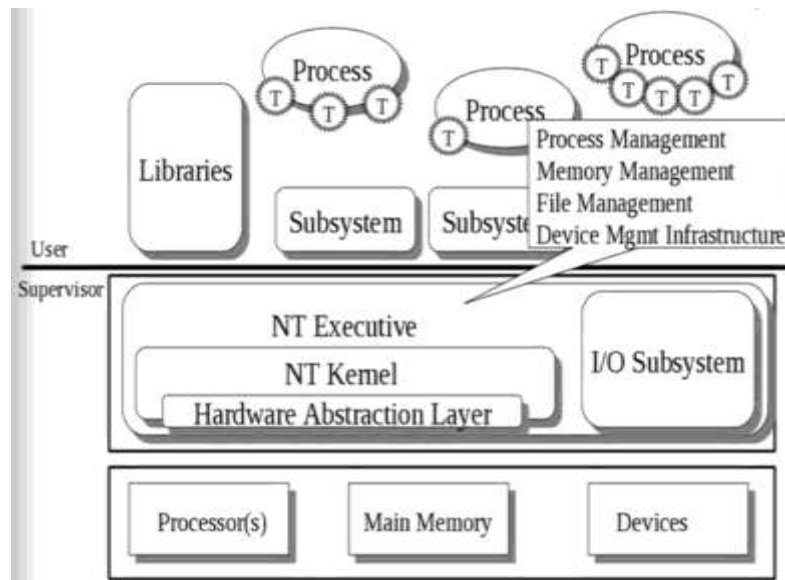 Process
T
T
T
Process
T
Process
T
T
T
T
T
Libraries
Process Management
Memory Management
File Management
Device Mgmt Infrastructure
Subsystem
Subsyste
User
Supervisor
NT Executive
NT Kernel
Hardware Abstraction Layer
I/O Subsystem
Processor(s)
Main Memory
Devices